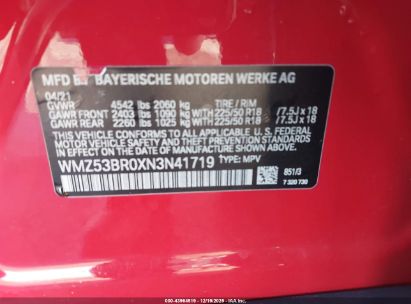 MFD BY BAYERISCHE MOTOREN WERKE AG
04/21
GVWR 4542 lbs 2060 kg TIRE / RIM
GAWR FRONT 2403 lbs 1090 kg WITH 225/50 R18 /7.5J x 18
GAWR REAR 2260 lbs 1025 kg WITH 225/50 R18 /7.5J x 18
THIS VEHICLE CONFORMS TO ALL APPLICABLE
U.S. FEDERAL MOTOR VEHICLE SAFETY,
BUMPER, AND THEFT PREVENTION STANDARDS
IN EFFECT ON THE DATE OF
MANUFACTURE SHOWN ABOVE.
WMZ53BR0XN3N41719 TYPE: MPV
851/3
7 320 730